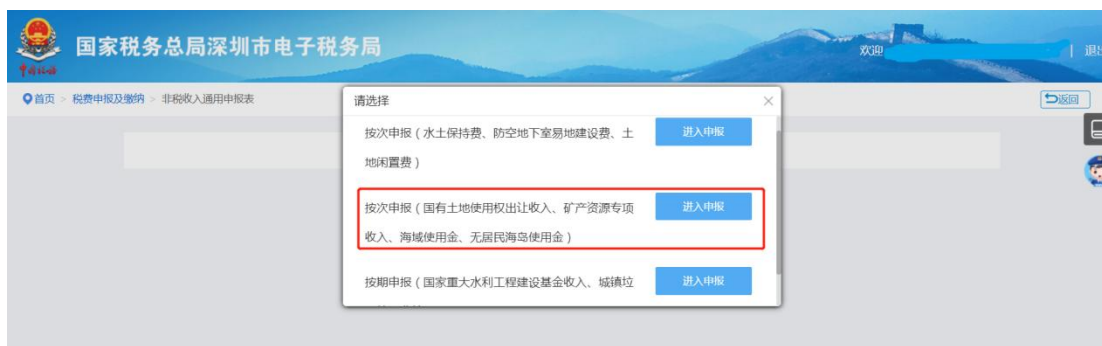 国家税务总局深圳市电子税务局
欢迎
| 退出
中国税务
首页 > 税费申报及缴纳 > 非税收入通用申报表
返回
请选择
按次申报（水土保持费、防空地下室易地建设费、土
地闲置费）
进入申报
按次申报（国有土地使用权出让收入、矿产资源专项
收入、海域使用金、无居民海岛使用金）
进入申报
按期申报（国家重大水利工程建设基金收入、城镇垃
进入申报